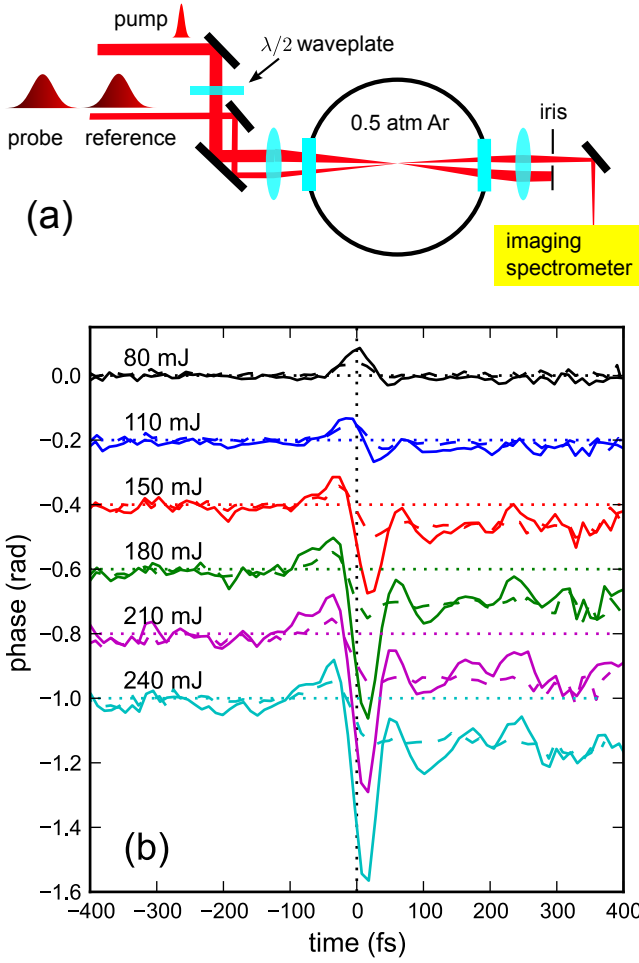 pump
λ/2 waveplate
probe
reference
0.5 atm Ar
iris
(a)
imaging
spectrometer
80 mJ
110 mJ
150 mJ
180 mJ
210 mJ
240 mJ
0.0
−0.2
−0.4
−0.6
−0.8
−1.0
−1.2
−1.4
−1.6
phase (rad)
(b)
−400
−300
−200
−100
0
100
200
300
400
time (fs)